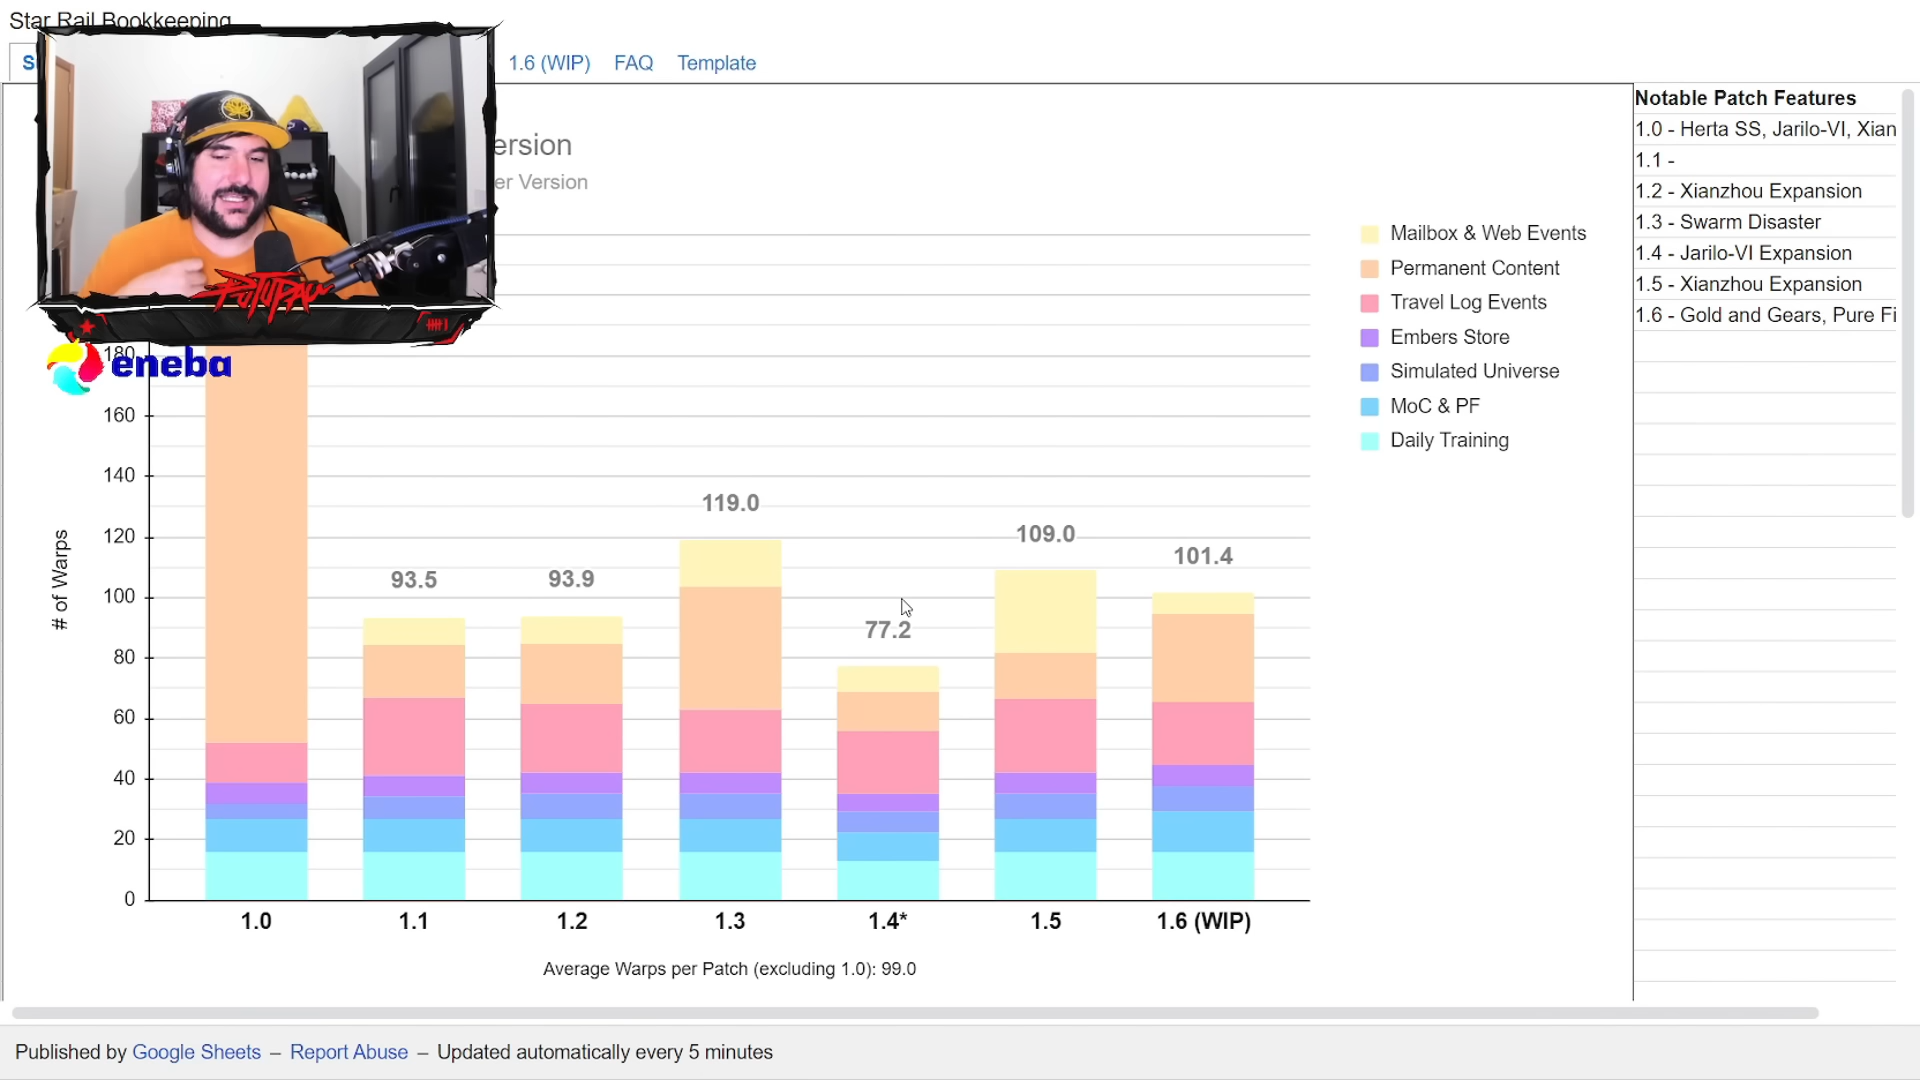 Star Rail Bookkeeping
1.6 (WIP) FAQ Template
ersion
er Version
PUTUPAU
eneba
180
160
140
120
100
80
60
40
20
0
# of Warps
93.5
93.9
119.0
77.2
109.0
101.4
1.0 1.1 1.2 1.3 1.4* 1.5 1.6 (WIP)
Average Warps per Patch (excluding 1.0): 99.0
Mailbox & Web Events
Permanent Content
Travel Log Events
Embers Store
Simulated Universe
MoC & PF
Daily Training
Notable Patch Features
1.0 - Herta SS, Jarilo-VI, Xian
1.1 -
1.2 - Xianzhou Expansion
1.3 - Swarm Disaster
1.4 - Jarilo-VI Expansion
1.5 - Xianzhou Expansion
1.6 - Gold and Gears, Pure Fi
Published by Google Sheets – Report Abuse – Updated automatically every 5 minutes